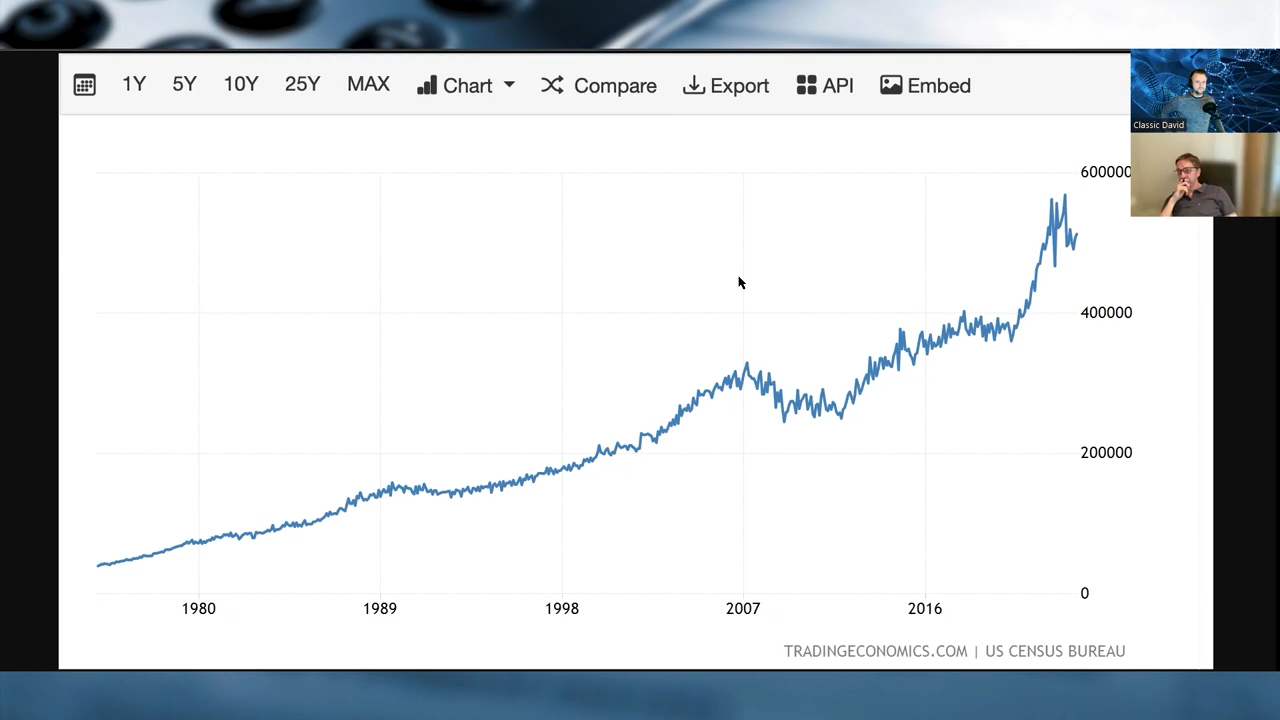 1Y 5Y 10Y 25Y MAX Chart Compare Export API Embed
Classic David
600000
400000
200000
0
1980 1989 1998 2007 2016
TRADINGECONOMICS.COM | US CENSUS BUREAU